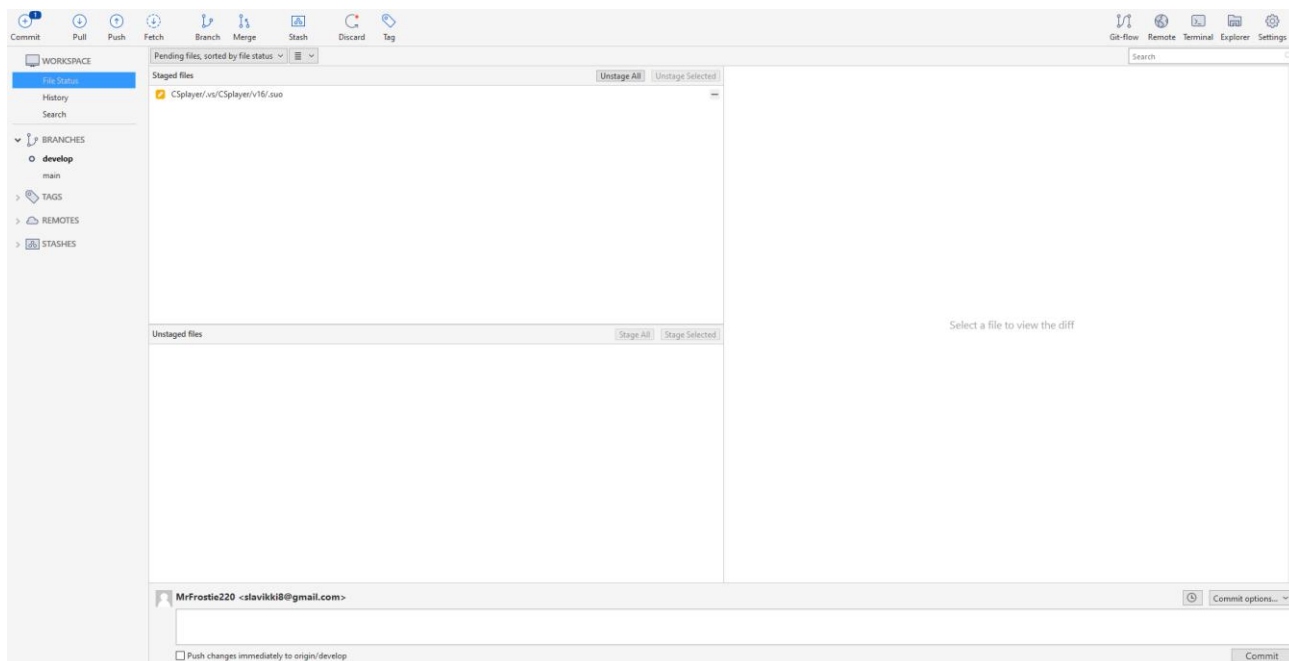 1
Commit Pull Push Fetch Branch Merge Stash Discard Tag Git-flow Remote Terminal Explorer Settings
WORKSPACE
File Status
History
Search
BRANCHES
develop
main
TAGS
REMOTES
STASHES
Pending files, sorted by file status
Search
Staged files Unstage All Unstage Selected
CSplayer/.vs/CSplayer/v16/.suo
Unstaged files Stage All Stage Selected
Select a file to view the diff
MrFrostie220 <slavikki8@gmail.com> Commit options...
Push changes immediately to origin/develop Commit